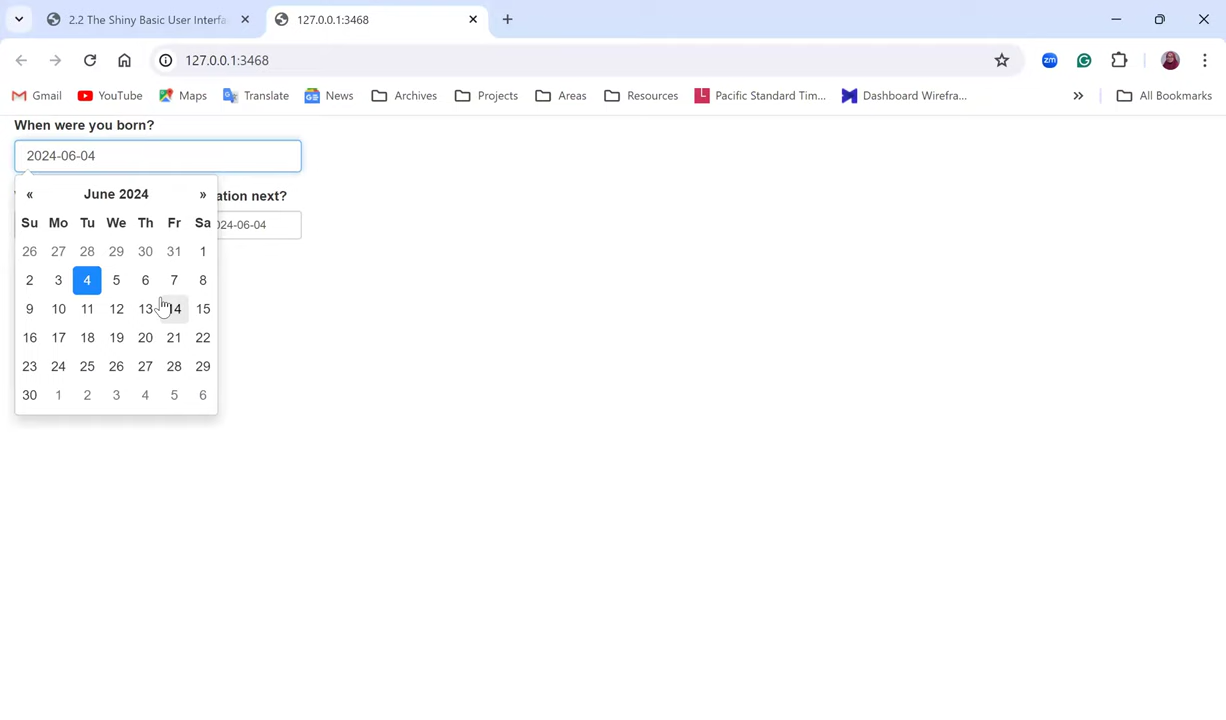 2.2 The Shiny Basic User Interfa
127.0.0.1:3468
127.0.0.1:3468
zm
G
Gmail YouTube Maps Translate News Archives Projects Areas Resources Pacific Standard Tim... Dashboard Wirefra... » All Bookmarks
When were you born?
2024-06-04
« June 2024 »
ation next?
Su Mo Tu We Th Fr Sa
24-06-04
26 27 28 29 30 31 1
2 3 4 5 6 7 8
9 10 11 12 13 14 15
16 17 18 19 20 21 22
23 24 25 26 27 28 29
30 1 2 3 4 5 6